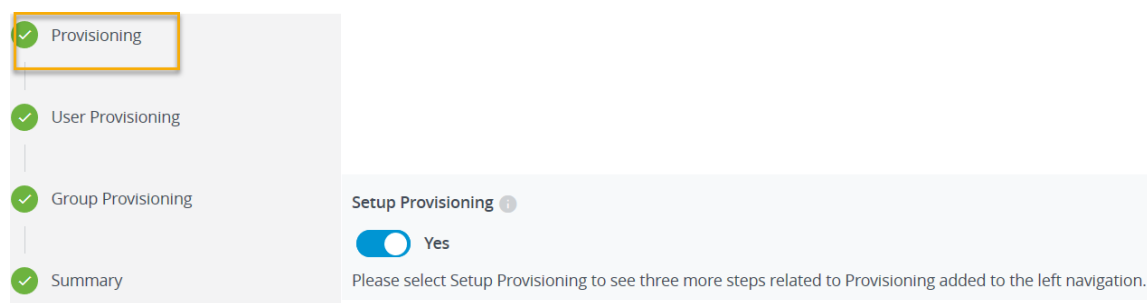 Provisioning
User Provisioning
Group Provisioning
Summary
Setup Provisioning
Yes
Please select Setup Provisioning to see three more steps related to Provisioning added to the left navigation.